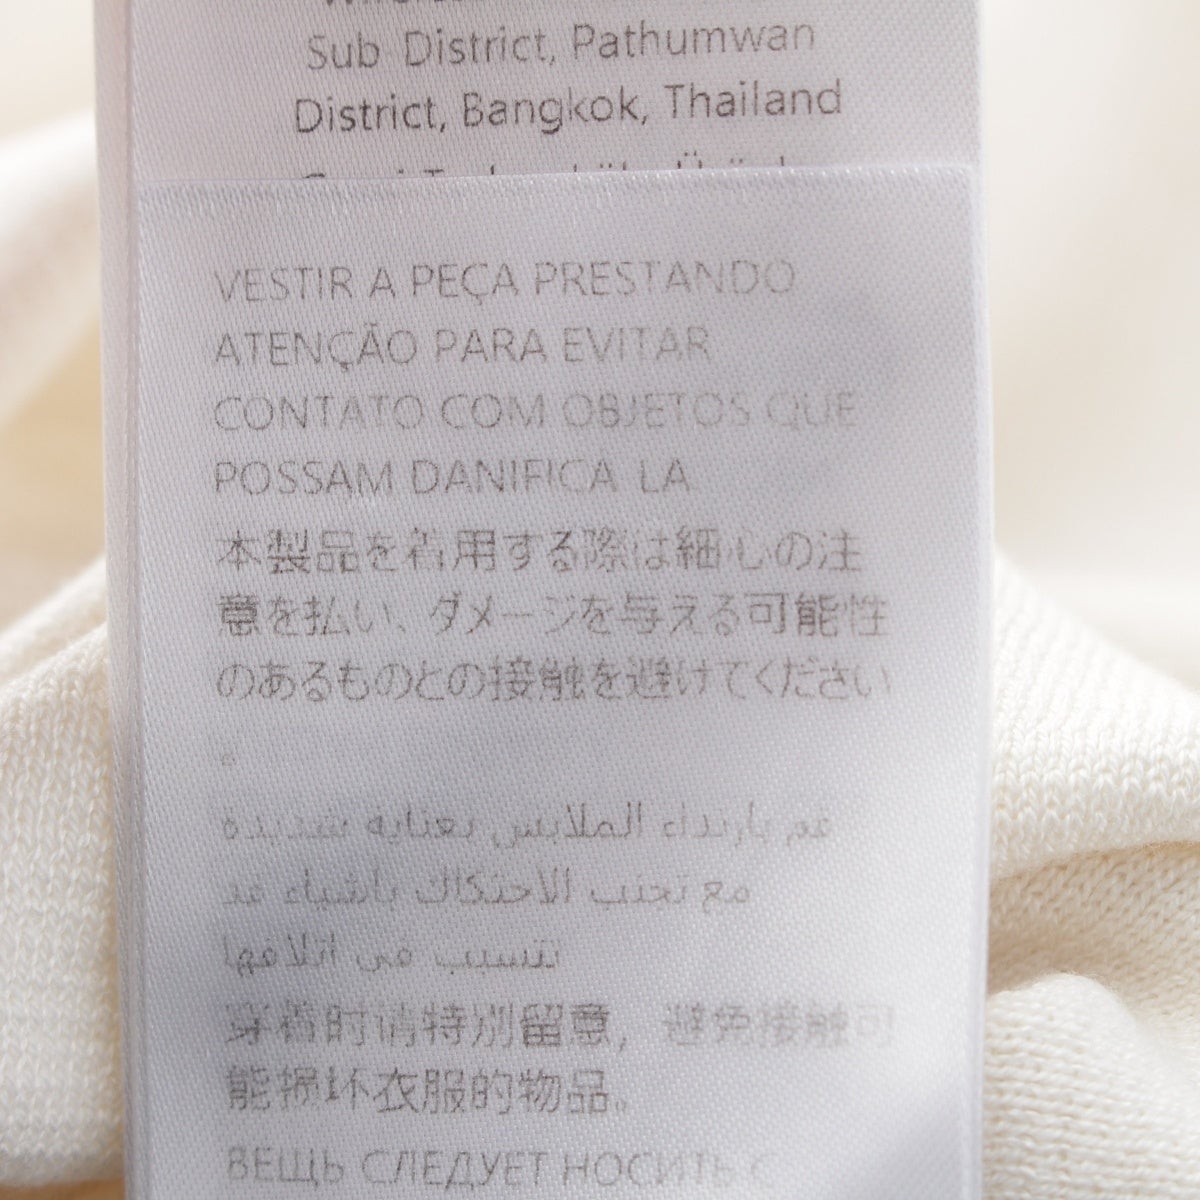 Sub District, Pathumwan
District, Bangkok, Thailand
VESTIR A PEÇA PRESTANDO
ATENÇÃO PARA EVITAR
CONTATO COM OBJETOS QUE
POSSAM DANIFICA LA
本製品を着用する際は細心の注
意を払い、ダメージを与える可能性
のあるものとの接触を避けてください
。
قم بارتداء الملابس بعنايه شديدة
مع تجنب الاحتكاك باشياء قد
تتسبب فى اتلافها
穿着时请特别留意，避免接触可
能损坏衣服的物品。
ВЕЩЬ СЛЕДУЕТ НОСИТЬ С